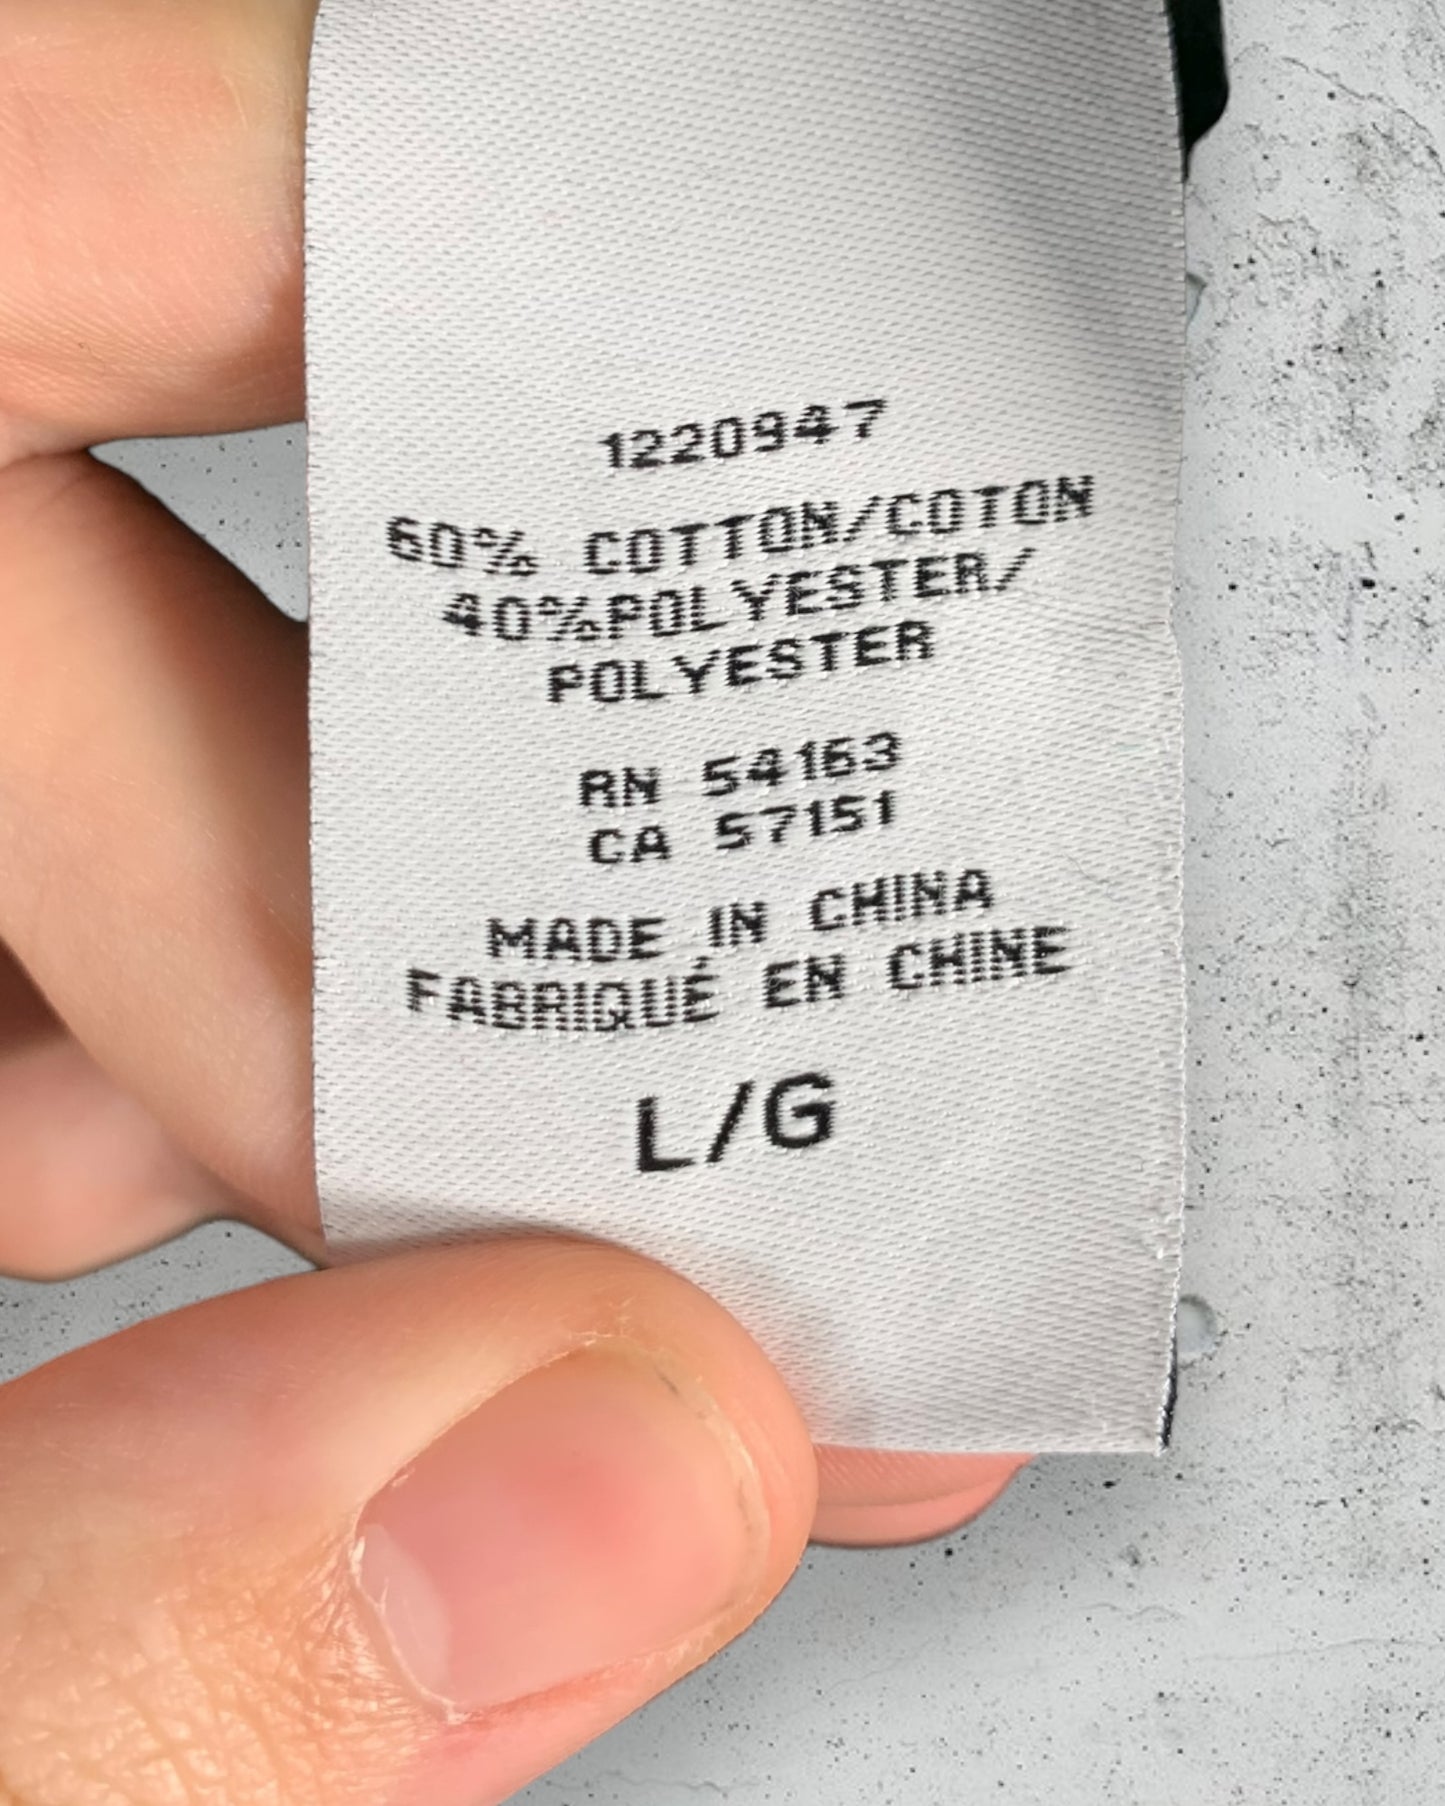 1220947
60% COTTON/COTON
40%POLYESTER/
POLYESTER
RN 54163
CA 57151
MADE IN CHINA
FABRIQUÉ EN CHINE
L/G